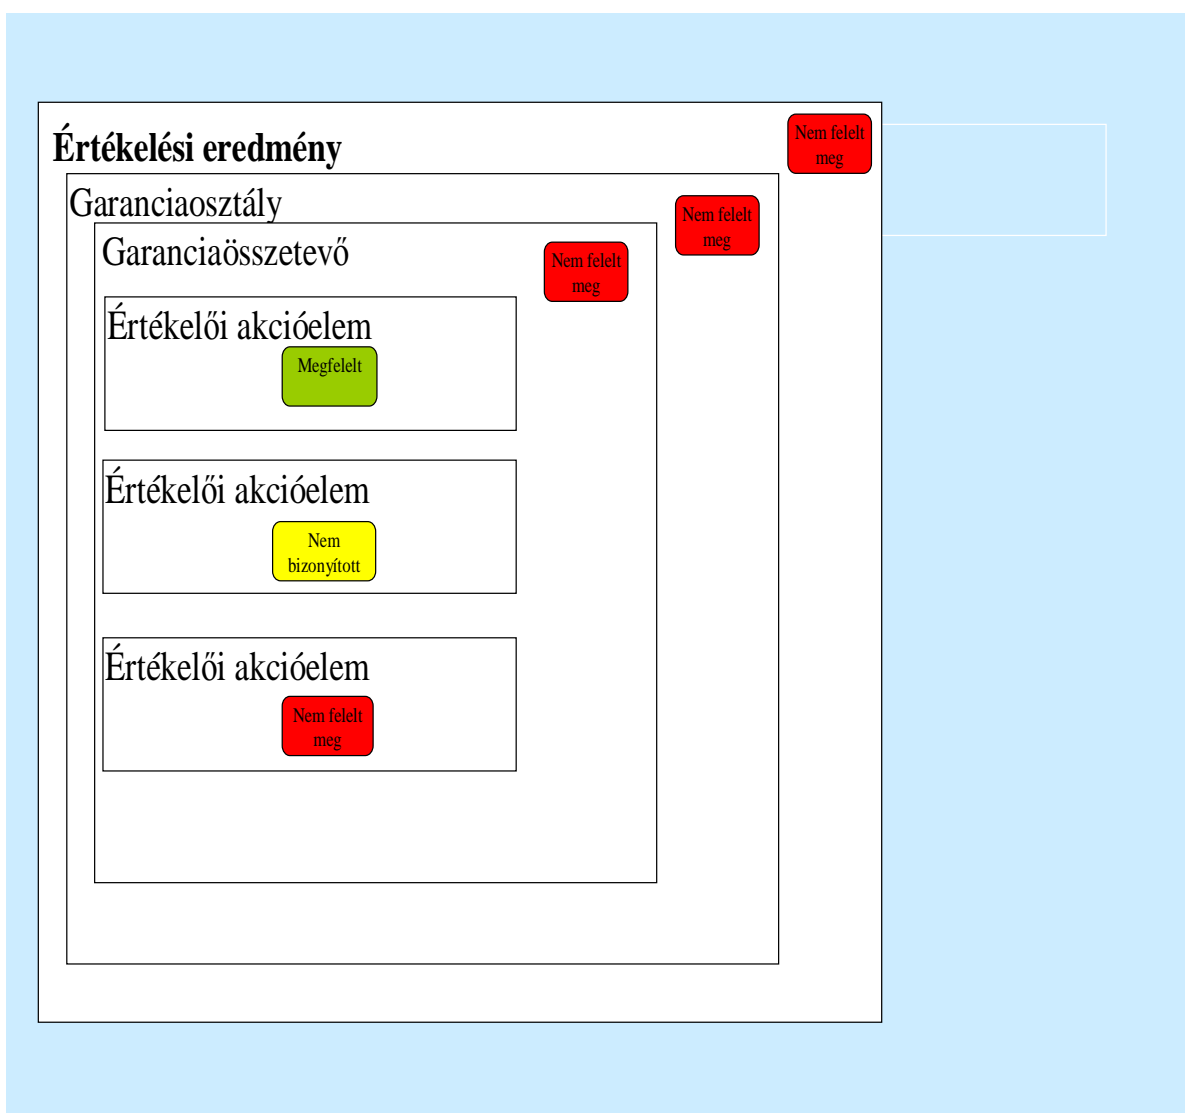 Értékelési eredmény
Nem felelt
meg
Garanciaosztály
Nem felelt
meg
Garanciaösszetevő
Nem felelt
meg
Értékelői akcióelem
Megfelelt
Értékelői akcióelem
Nem
bizonyított
Értékelői akcióelem
Nem felelt
meg